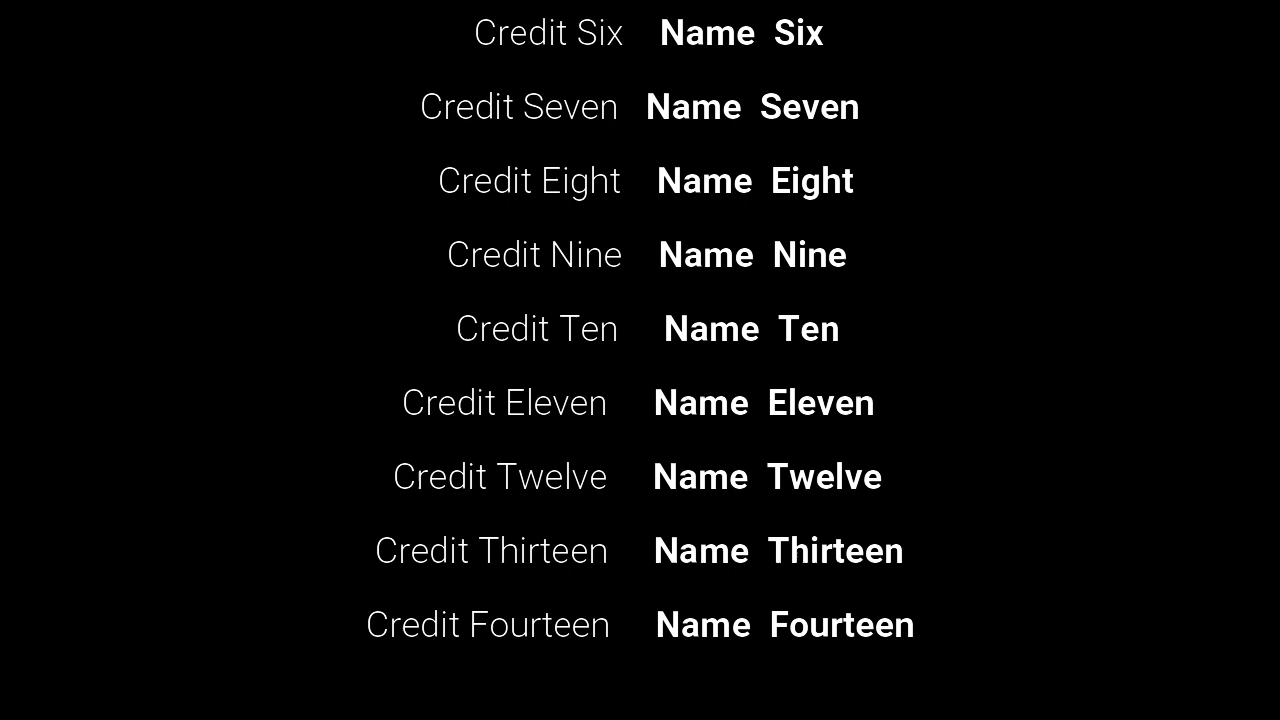 Credit Six Name Six
Credit Seven Name Seven
Credit Eight Name Eight
Credit Nine Name Nine
Credit Ten Name Ten
Credit Eleven Name Eleven
Credit Twelve Name Twelve
Credit Thirteen Name Thirteen
Credit Fourteen Name Fourteen